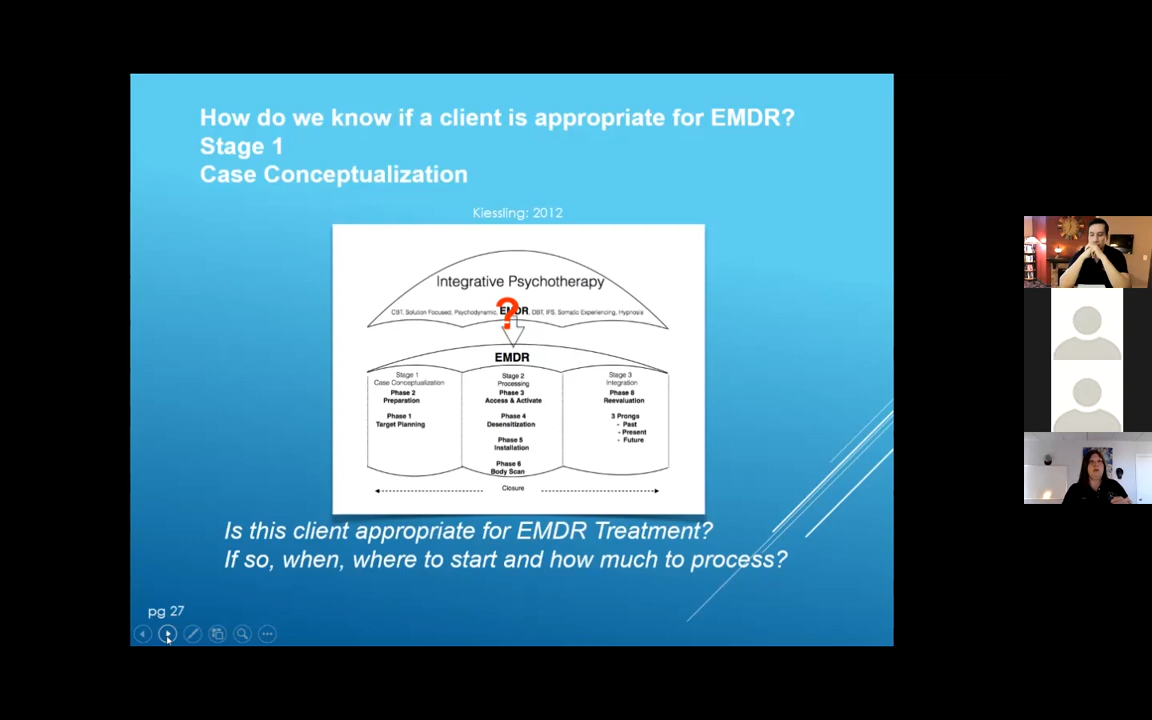 How do we know if a client is appropriate for EMDR?
Stage 1
Case Conceptualization
Kiessling: 2012
Integrative Psychotherapy
CBT, Solution Focused, Psychodynamic, EMDR, DBT, IFS, Somatic Experiencing, Hypnosis
?
EMDR
Stage 1
Case Conceptualization
Phase 2
Preparation
Phase 1
Target Planning
Stage 2
Processing
Phase 3
Access & Activate
Phase 4
Desensitization
Phase 5
Installation
Phase 6
Body Scan
Stage 3
Integration
Phase 8
Reevaluation
3 Prongs
- Past
- Present
- Future
Closure
Is this client appropriate for EMDR Treatment?
If so, when, where to start and how much to process?
pg 27